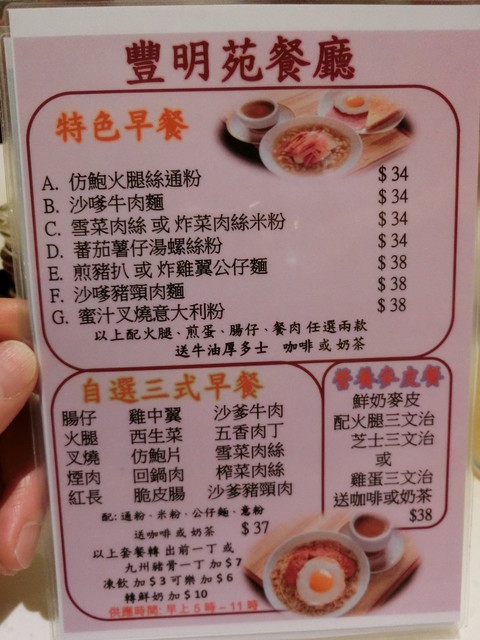 豐明苑餐廳
特色早餐
A. 仿鮑火腿絲通粉 $34
B. 沙嗲牛肉麵 $34
C. 雪菜肉絲 或 炸菜肉絲米粉 $34
D. 蕃茄薯仔湯螺絲粉 $34
E. 煎豬扒 或 炸雞翼公仔麵 $38
F. 沙嗲豬頸肉麵 $38
G. 蜜汁叉燒意大利粉 $38
以上配火腿、煎蛋、腸仔、餐肉 任選兩款
送牛油厚多士 咖啡 或 奶茶
自選三式早餐
腸仔 雞中翼 沙爹牛肉
火腿 西生菜 五香肉丁
叉燒 仿鮑片 雪菜肉絲
煙肉 回鍋肉 榨菜肉絲
紅長 脆皮腸 沙爹豬頸肉
配: 通粉、米粉、公仔麵、意粉
送咖啡 或 奶茶 $37
以上套餐轉 出前一丁 或
九州豬骨一丁 加 $7
凍飲 加 $3 可樂 加 $6
轉鮮奶 加 $10
供應時間: 早上 5 時 – 11 時
營養麥皮餐
鮮奶麥皮
配火腿三文治
芝士三文治
或
雞蛋三文治
送咖啡或奶茶
$38